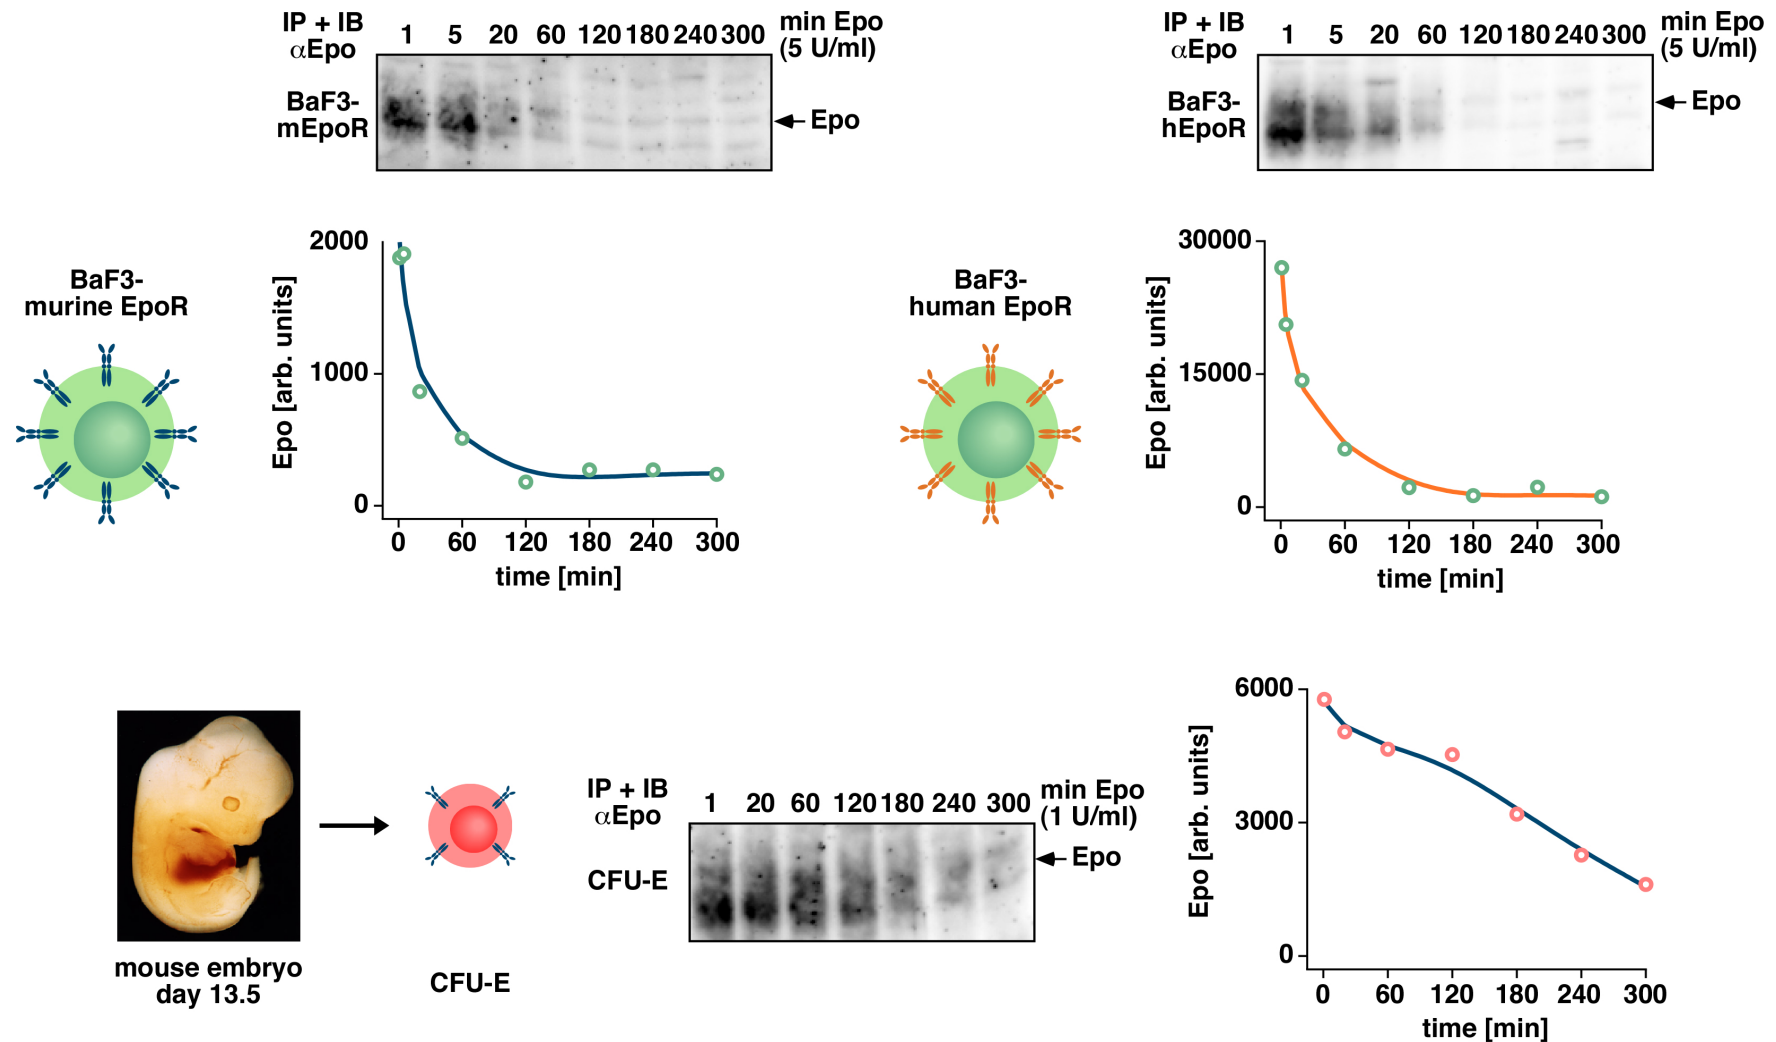 IP + IB
αEpo
1 5 20 60 120 180 240 300
min Epo
(5 U/ml)
BaF3-
mEpoR
Epo
IP + IB
αEpo
1 5 20 60 120 180 240 300
min Epo
(5 U/ml)
BaF3-
hEpoR
Epo
BaF3-
murine EpoR
Epo [arb. units]
2000
1000
0
0 60 120 180 240 300
time [min]
BaF3-
human EpoR
Epo [arb. units]
30000
15000
0
0 60 120 180 240 300
time [min]
mouse embryo
day 13.5
CFU-E
IP + IB
αEpo
1 20 60 120 180 240 300
min Epo
(1 U/ml)
CFU-E
Epo
Epo [arb. units]
6000
3000
0
0 60 120 180 240 300
time [min]